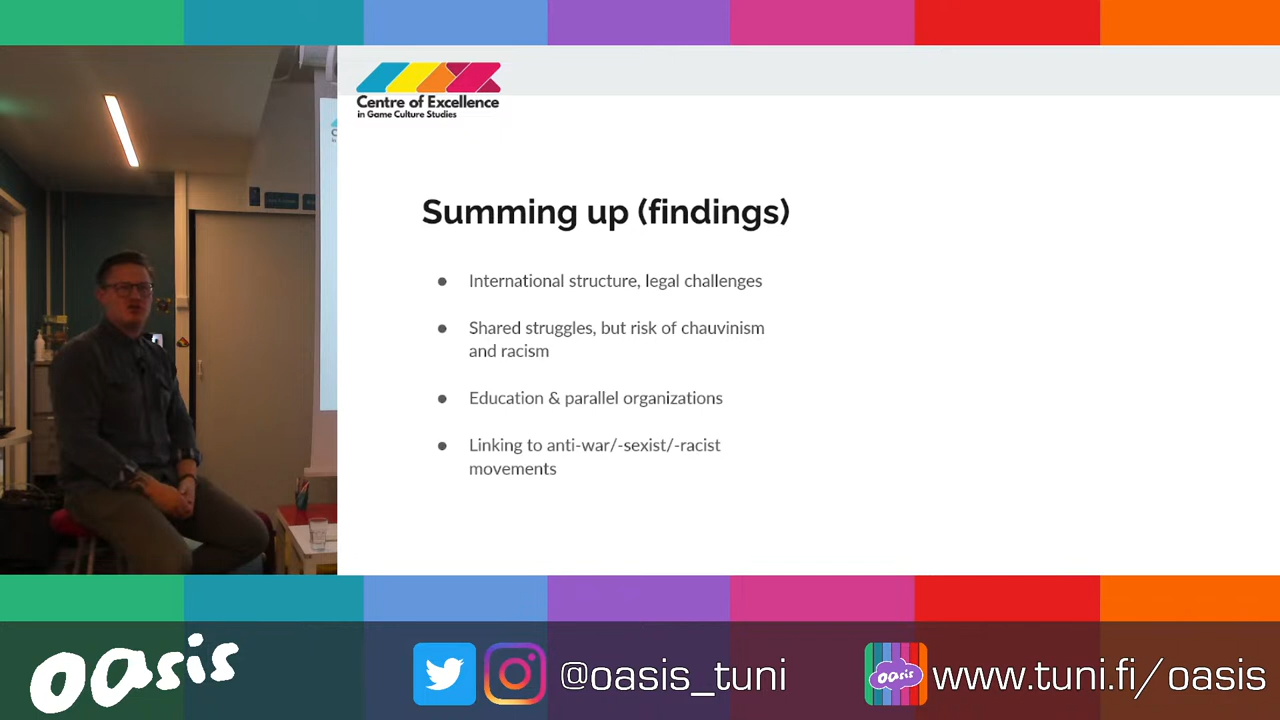 Centre of Excellence
in Game Culture Studies
Summing up (findings)
● International structure, legal challenges
● Shared struggles, but risk of chauvinism
and racism
● Education & parallel organizations
● Linking to anti-war/-sexist/-racist
movements
oasis
@oasis_tuni
oasis
www.tuni.fi/oasis